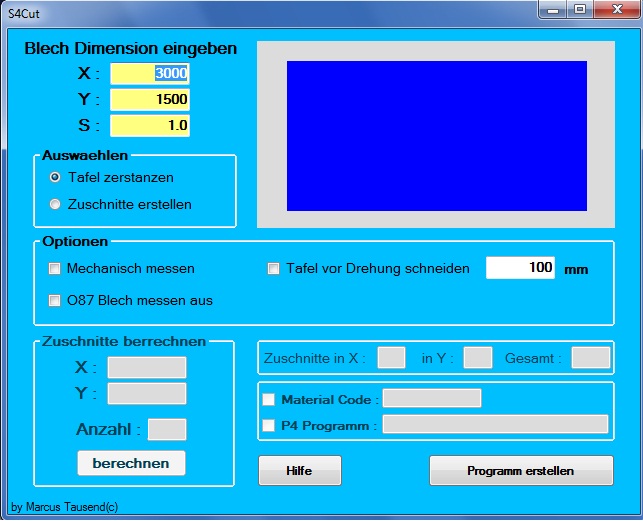 S4Cut
Blech Dimension eingeben
X : 3000
Y : 1500
S : 1.0
Auswaehlen
Tafel zerstanzen
Zuschnitte erstellen
Optionen
Mechanisch messen
Tafel vor Drehung schneiden 100 mm
O87 Blech messen aus
Zuschnitte berrechnen
X :
Y :
Anzahl :
berechnen
Zuschnitte in X : in Y : Gesamt :
Material Code :
P4 Programm :
Hilfe
Programm erstellen
by Marcus Tausend(c)